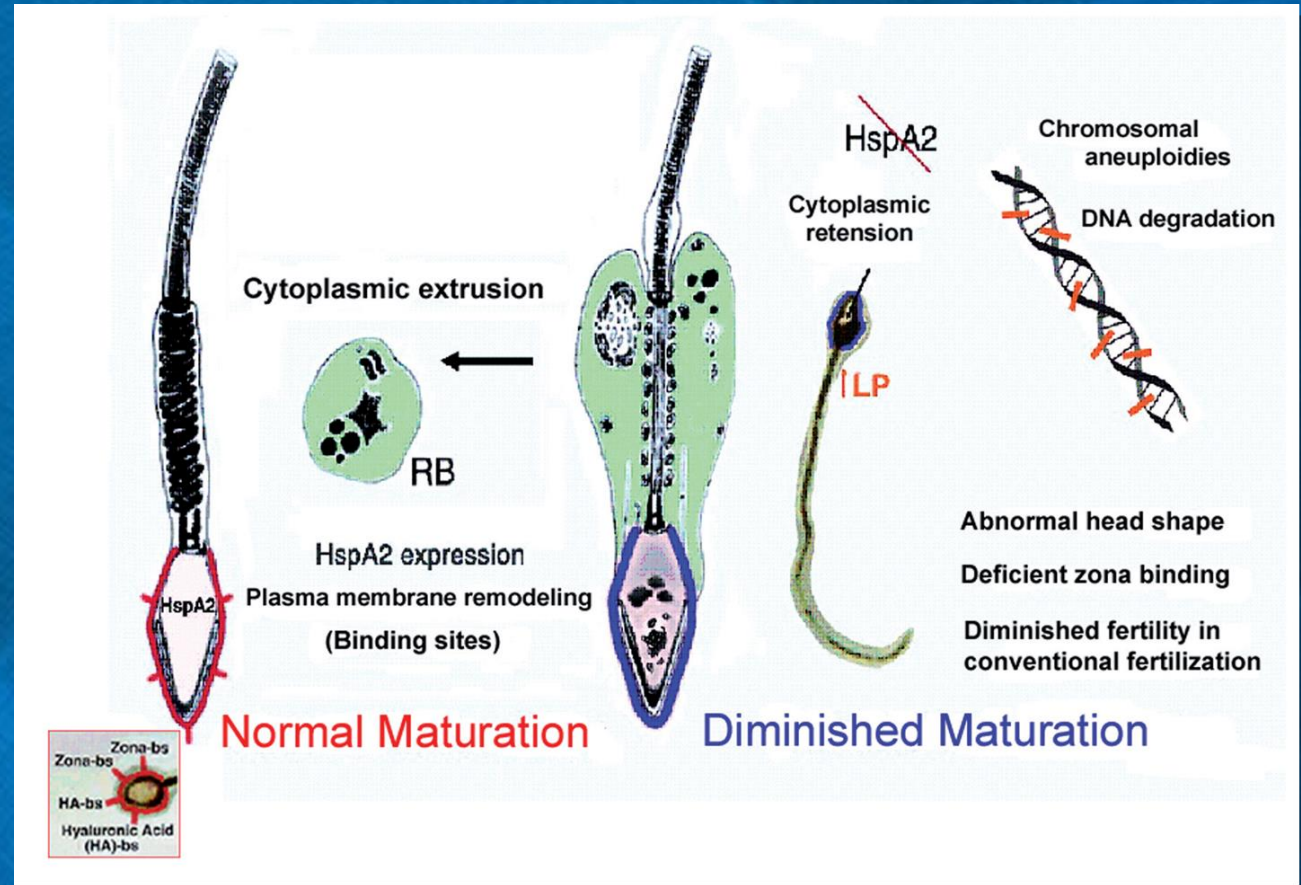 HspA2
Chromosomal
aneuploidies
Cytoplasmic
retension
DNA degradation
Cytoplasmic extrusion
LP
RB
HspA2 expression
HspA2
Plasma membrane remodeling
(Binding sites)
Abnormal head shape
Deficient zona binding
Diminished fertility in
conventional fertilization
Normal Maturation
Diminished Maturation
Zona-bs
Zona-bs
HA-bs
Hyaluronic Acid
(HA)-bs